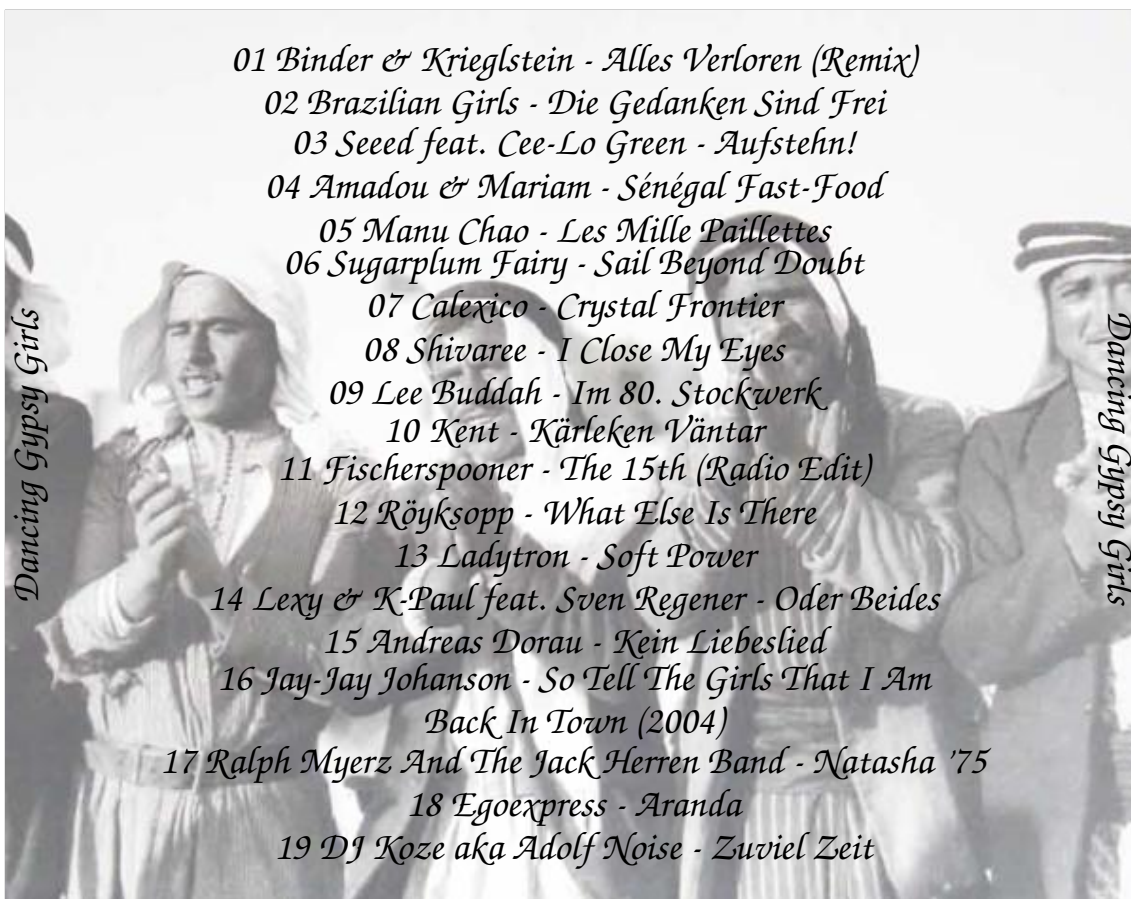 01 Binder & Krieglstein - Alles Verloren (Remix)
02 Brazilian Girls - Die Gedanken Sind Frei
03 Seeed feat. Cee-Lo Green - Aufstehn!
04 Amadou & Mariam - Sénégal Fast-Food
05 Manu Chao - Les Mille Paillettes
06 Sugarplum Fairy - Sail Beyond Doubt
07 Calexico - Crystal Frontier
08 Shivaree - I Close My Eyes
09 Lee Buddah - Im 80. Stockwerk
10 Kent - Kärleken Väntar
11 Fischerspooner - The 15th (Radio Edit)
12 Röyksopp - What Else Is There
13 Ladytron - Soft Power
14 Lexy & K-Paul feat. Sven Regener - Oder Beides
15 Andreas Dorau - Kein Liebeslied
16 Jay-Jay Johanson - So Tell The Girls That I Am
Back In Town (2004)
17 Ralph Myerz And The Jack Herren Band - Natasha '75
18 Egoexpress - Aranda
19 DJ Koze aka Adolf Noise - Zuviel Zeit
Dancing Gypsy Girls
Dancing Gypsy Girls